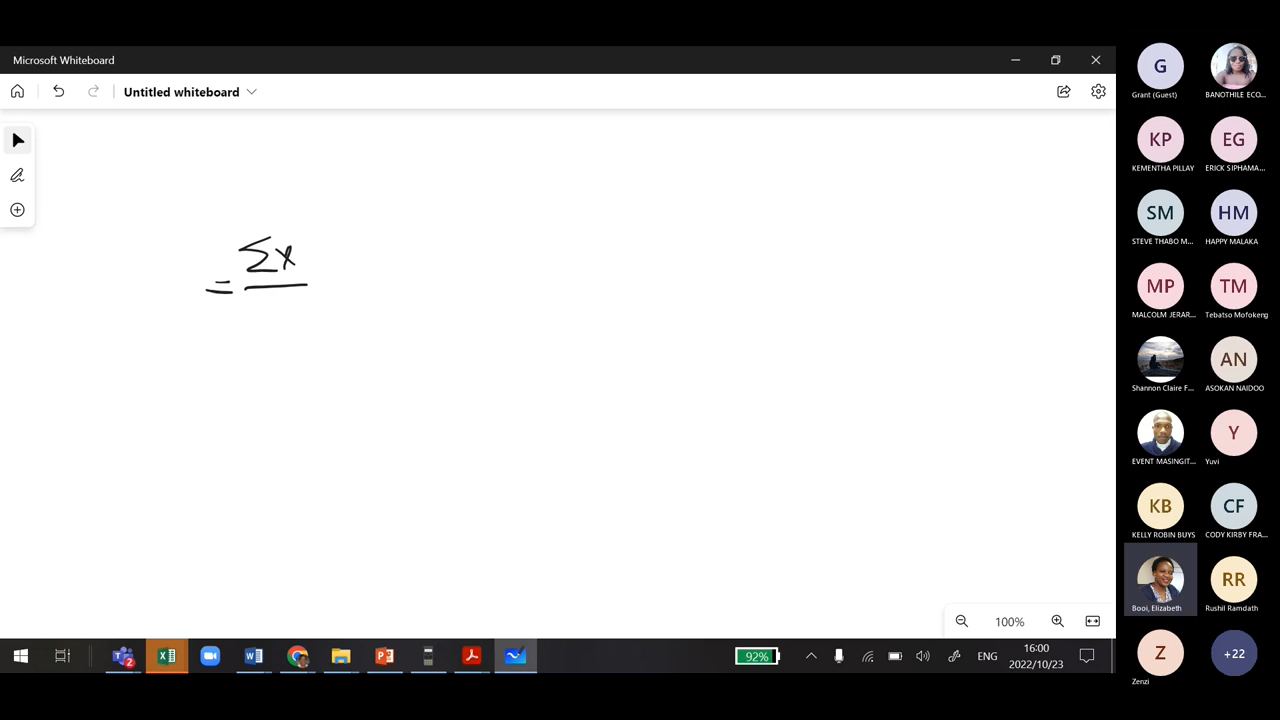 Microsoft Whiteboard
Untitled whiteboard
Σx
=
100%
92%
ENG
16:00
2022/10/23
2
G
Grant (Guest)
BANOTHILE ECO...
KP
KEMENTHA PILLAY
EG
ERICK SIPHAMA...
SM
STEVE THABO M...
HM
HAPPY MALAKA
MP
MALCOLM JERAR...
TM
Tebatso Mofokeng
Shannon Claire F...
AN
ASOKAN NAIDOO
EVENT MASINGIT...
Y
Yuvi
KB
KELLY ROBIN BUYS
CF
CODY KIRBY FRA...
Booi, Elizabeth
RR
Rushil Ramdath
Z
Zenzi
+22